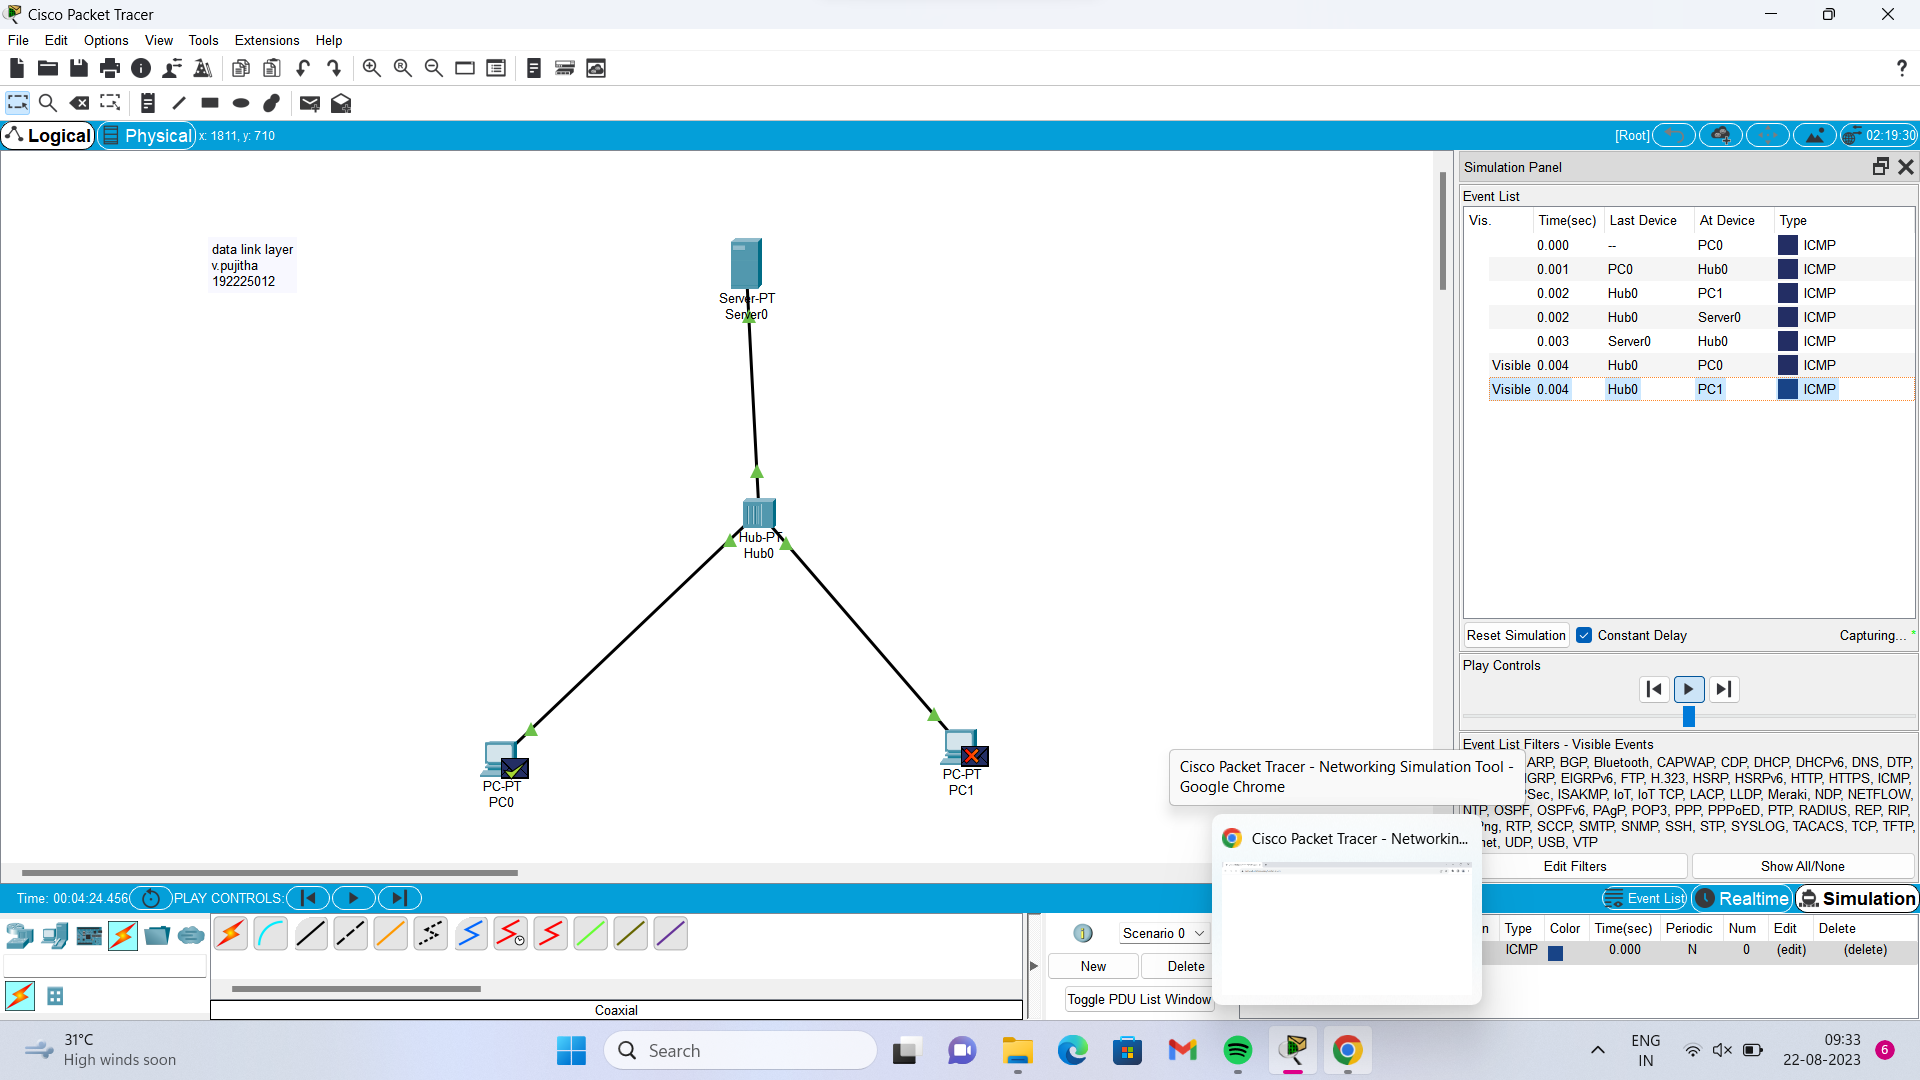 Cisco Packet Tracer
File Edit Options View Tools Extensions Help
?
Logical Physical x: 1811, y: 710 [Root] 02:19:30
data link layer
v.pujitha
192225012
Server-PT
Server0
Hub-PT
Hub0
PC-PT
PC0
PC-PT
PC1
Simulation Panel
Event List
Vis. Time(sec) Last Device At Device Type
0.000 -- PC0 ICMP
0.001 PC0 Hub0 ICMP
0.002 Hub0 PC1 ICMP
0.002 Hub0 Server0 ICMP
0.003 Server0 Hub0 ICMP
Visible 0.004 Hub0 PC0 ICMP
Visible 0.004 Hub0 PC1 ICMP
Reset Simulation Constant Delay Capturing... *
Play Controls
Event List Filters - Visible Events
ARP, BGP, Bluetooth, CAPWAP, CDP, DHCP, DHCPv6, DNS, DTP,
IGRP, EIGRPv6, FTP, H.323, HSRP, HSRPv6, HTTP, HTTPS, ICMP,
Sec, ISAKMP, IoT, IoT TCP, LACP, LLDP, Meraki, NDP, NETFLOW,
NTP, OSPF, OSPFv6, PAgP, POP3, PPP, PPPoED, PTP, RADIUS, REP, RIP,
ng, RTP, SCCP, SMTP, SNMP, SSH, STP, SYSLOG, TACACS, TCP, TFTP,
net, UDP, USB, VTP
Edit Filters Show All/None
Cisco Packet Tracer - Networking Simulation Tool -
Google Chrome
Cisco Packet Tracer - Networkin...
Time: 00:04:24.456 PLAY CONTROLS: Event List Realtime Simulation
Scenario 0
New Delete
Toggle PDU List Window
n Type Color Time(sec) Periodic Num Edit Delete
ICMP 0.000 N 0 (edit) (delete)
Coaxial
31°C
High winds soon
Search
ENG
IN
09:33
22-08-2023
6